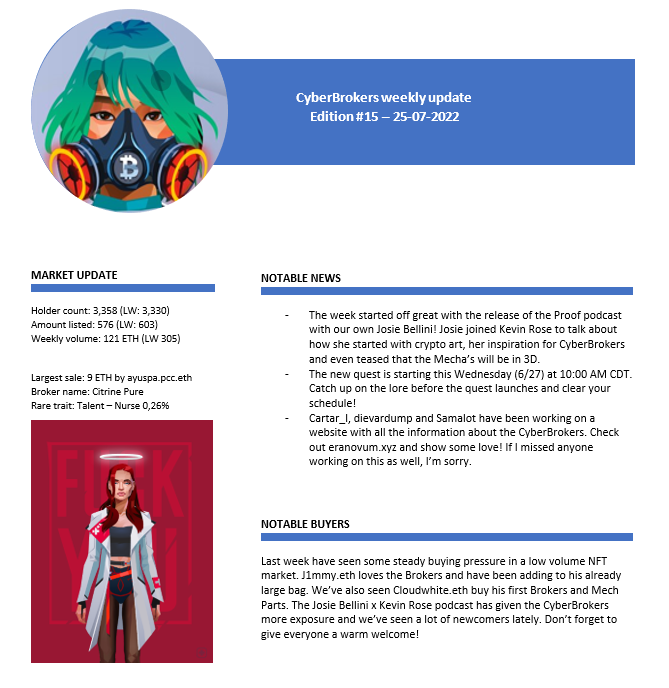 CyberBrokers weekly update
Edition #15 – 25-07-2022
MARKET UPDATE
Holder count: 3,358 (LW: 3,330)
Amount listed: 576 (LW: 603)
Weekly volume: 121 ETH (LW 305)
Largest sale: 9 ETH by ayuspa.pcc.eth
Broker name: Citrine Pure
Rare trait: Talent – Nurse 0,26%
FUCK
YOU!
NOTABLE NEWS
- The week started off great with the release of the Proof podcast
with our own Josie Bellini! Josie joined Kevin Rose to talk about
how she started with crypto art, her inspiration for CyberBrokers
and even teased that the Mecha's will be in 3D.
- The new quest is starting this Wednesday (6/27) at 10:00 AM CDT.
Catch up on the lore before the quest launches and clear your
schedule!
- Cartar_l, dievardump and Samalot have been working on a
website with all the information about the CyberBrokers. Check
out eranovum.xyz and show some love! If I missed anyone
working on this as well, I'm sorry.
NOTABLE BUYERS
Last week have seen some steady buying pressure in a low volume NFT
market. J1mmy.eth loves the Brokers and have been adding to his already
large bag. We've also seen Cloudwhite.eth buy his first Brokers and Mech
Parts. The Josie Bellini x Kevin Rose podcast has given the CyberBrokers
more exposure and we've seen a lot of newcomers lately. Don't forget to
give everyone a warm welcome!